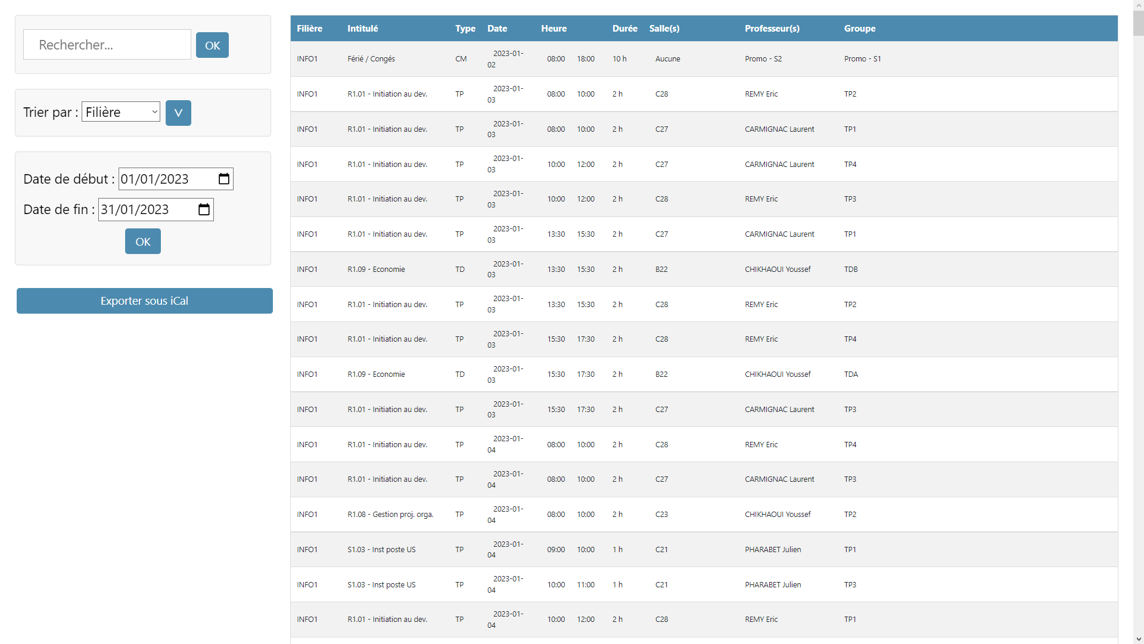 Rechercher...
OK
Trier par : Filière
V
Date de début : 01/01/2023
Date de fin : 31/01/2023
OK
Exporter sous iCal
Filière Intitulé Type Date Heure Durée Salle(s) Professeur(s) Groupe
INFO1 Férié / Congés CM 2023-01-02 08:00 18:00 10 h Aucune Promo - S2 Promo - S1
INFO1 R1.01 - Initiation au dev. TP 2023-01-03 08:00 10:00 2 h C28 REMY Eric TP2
INFO1 R1.01 - Initiation au dev. TP 2023-01-03 08:00 10:00 2 h C27 CARMIGNAC Laurent TP1
INFO1 R1.01 - Initiation au dev. TP 2023-01-03 10:00 12:00 2 h C27 CARMIGNAC Laurent TP4
INFO1 R1.01 - Initiation au dev. TP 2023-01-03 10:00 12:00 2 h C28 REMY Eric TP3
INFO1 R1.01 - Initiation au dev. TP 2023-01-03 13:30 15:30 2 h C27 CARMIGNAC Laurent TP1
INFO1 R1.09 - Economie TD 2023-01-03 13:30 15:30 2 h B22 CHIKHAOUI Youssef TDB
INFO1 R1.01 - Initiation au dev. TP 2023-01-03 13:30 15:30 2 h C28 REMY Eric TP2
INFO1 R1.01 - Initiation au dev. TP 2023-01-03 15:30 17:30 2 h C28 REMY Eric TP4
INFO1 R1.09 - Economie TD 2023-01-03 15:30 17:30 2 h B22 CHIKHAOUI Youssef TDA
INFO1 R1.01 - Initiation au dev. TP 2023-01-03 15:30 17:30 2 h C27 CARMIGNAC Laurent TP3
INFO1 R1.01 - Initiation au dev. TP 2023-01-04 08:00 10:00 2 h C28 REMY Eric TP4
INFO1 R1.01 - Initiation au dev. TP 2023-01-04 08:00 10:00 2 h C27 CARMIGNAC Laurent TP3
INFO1 R1.08 - Gestion proj. orga. TP 2023-01-04 08:00 10:00 2 h C23 CHIKHAOUI Youssef TP2
INFO1 S1.03 - Inst poste US TP 2023-01-04 09:00 10:00 1 h C21 PHARABET Julien TP1
INFO1 S1.03 - Inst poste US TP 2023-01-04 10:00 11:00 1 h C21 PHARABET Julien TP3
INFO1 R1.01 - Initiation au dev. TP 2023-01-04 10:00 12:00 2 h C28 REMY Eric TP1